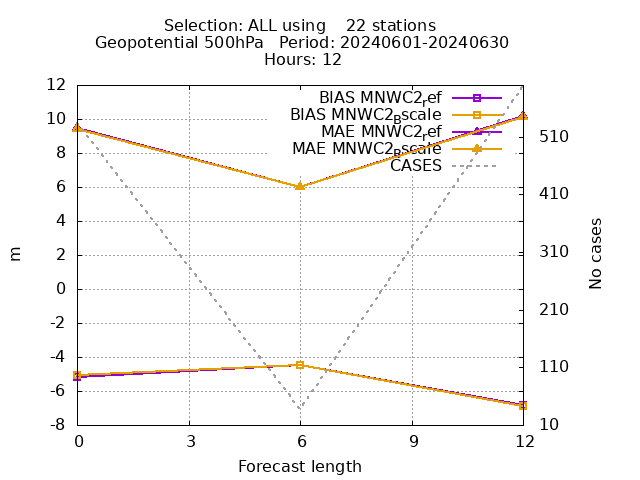 Selection: ALL using    22 stations
Geopotential 500hPa   Period: 20240601-20240630
Hours: 12
BIAS MNWC2_ref
BIAS MNWC2_Bscale
MAE MNWC2_ref
MAE MNWC2_Bscale
CASES
12
10
8
6
4
2
0
-2
-4
-6
-8
m
510
410
310
210
110
10
No cases
0 3 6 9 12
Forecast length